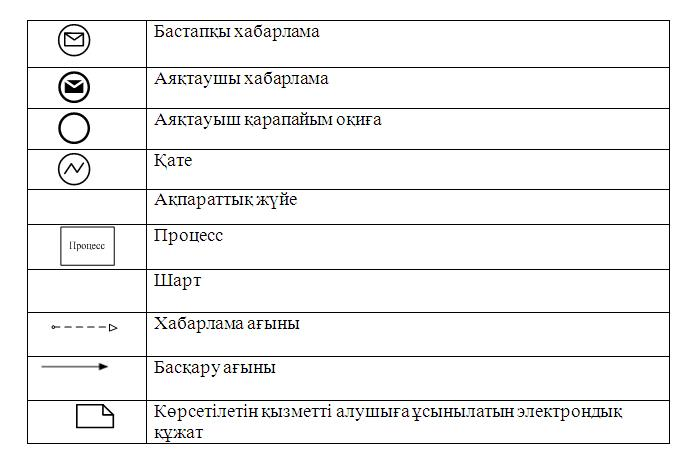 Бастапқы хабарлама
Аяқтаушы хабарлама
Аяқтауыш қарапайым оқиға
Қате
Ақпараттық жүйе
Процесс
Процесс
Шарт
Хабарлама ағыны
Басқару ағыны
Көрсетілетін қызметті алушыға ұсынылатын электрондық
құжат